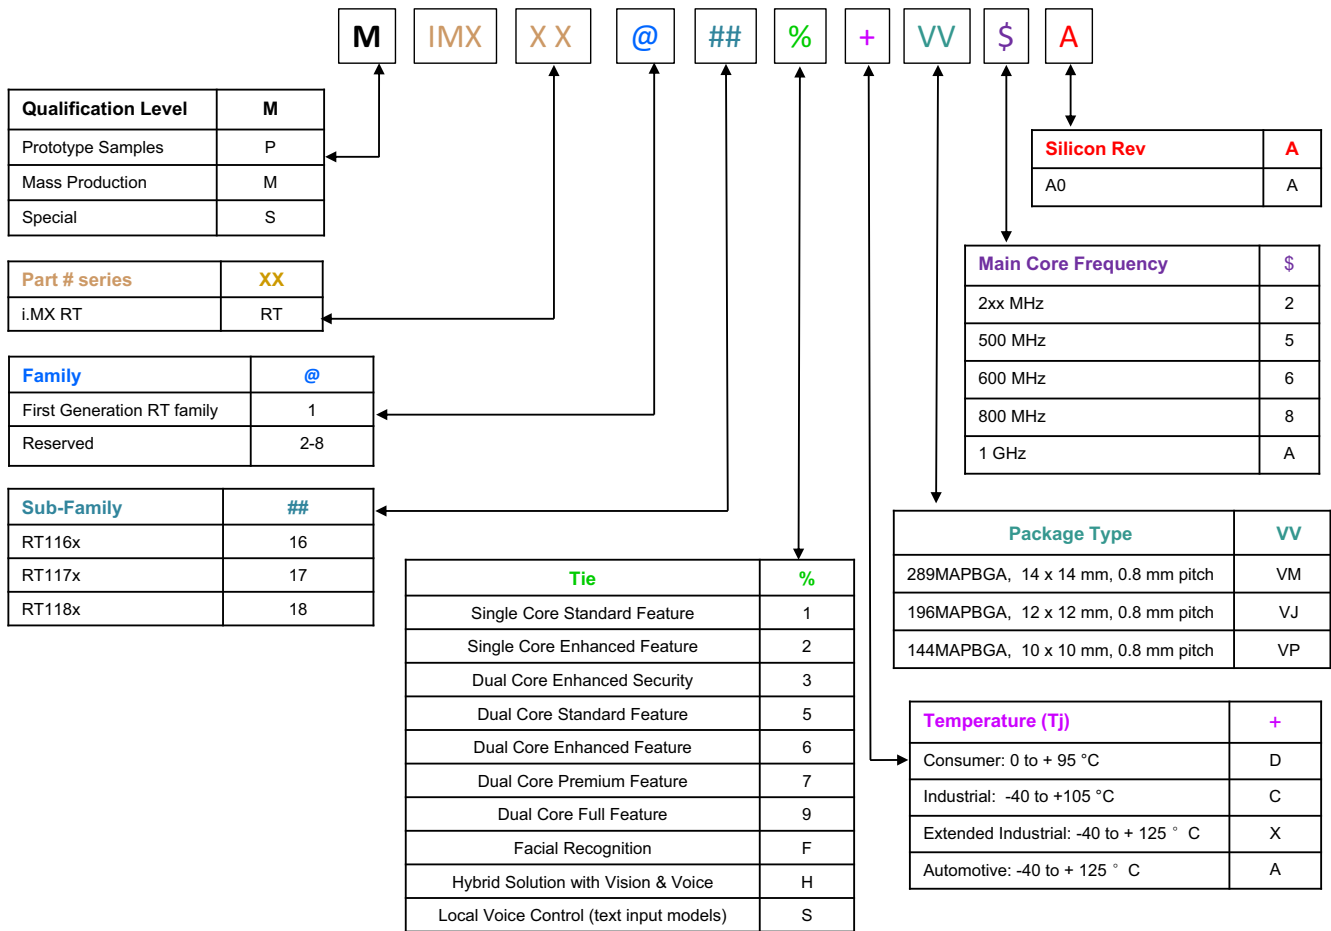 M IMX X X @ ## % + VV $ A
Qualification Level M
Prototype Samples P
Mass Production M
Special S
Part # series XX
i.MX RT RT
Family @
First Generation RT family 1
Reserved 2-8
Sub-Family ##
RT116x 16
RT117x 17
RT118x 18
Tie %
Single Core Standard Feature 1
Single Core Enhanced Feature 2
Dual Core Enhanced Security 3
Dual Core Standard Feature 5
Dual Core Enhanced Feature 6
Dual Core Premium Feature 7
Dual Core Full Feature 9
Facial Recognition F
Hybrid Solution with Vision & Voice H
Local Voice Control (text input models) S
Silicon Rev A
A0 A
Main Core Frequency $
2xx MHz 2
500 MHz 5
600 MHz 6
800 MHz 8
1 GHz A
Package Type VV
289MAPBGA, 14 x 14 mm, 0.8 mm pitch VM
196MAPBGA, 12 x 12 mm, 0.8 mm pitch VJ
144MAPBGA, 10 x 10 mm, 0.8 mm pitch VP
Temperature (Tj) +
Consumer: 0 to + 95 °C D
Industrial: -40 to +105 °C C
Extended Industrial: -40 to + 125 ° C X
Automotive: -40 to + 125 ° C A